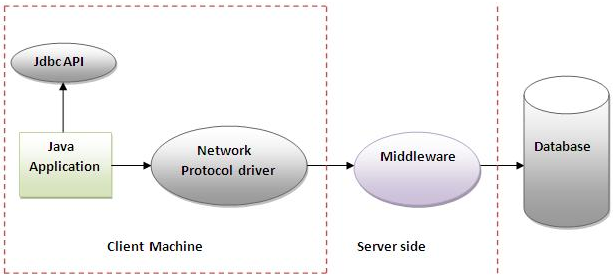 Jdbc API
Java
Application
Network
Protocol driver
Middleware
Database
Client Machine
Server side